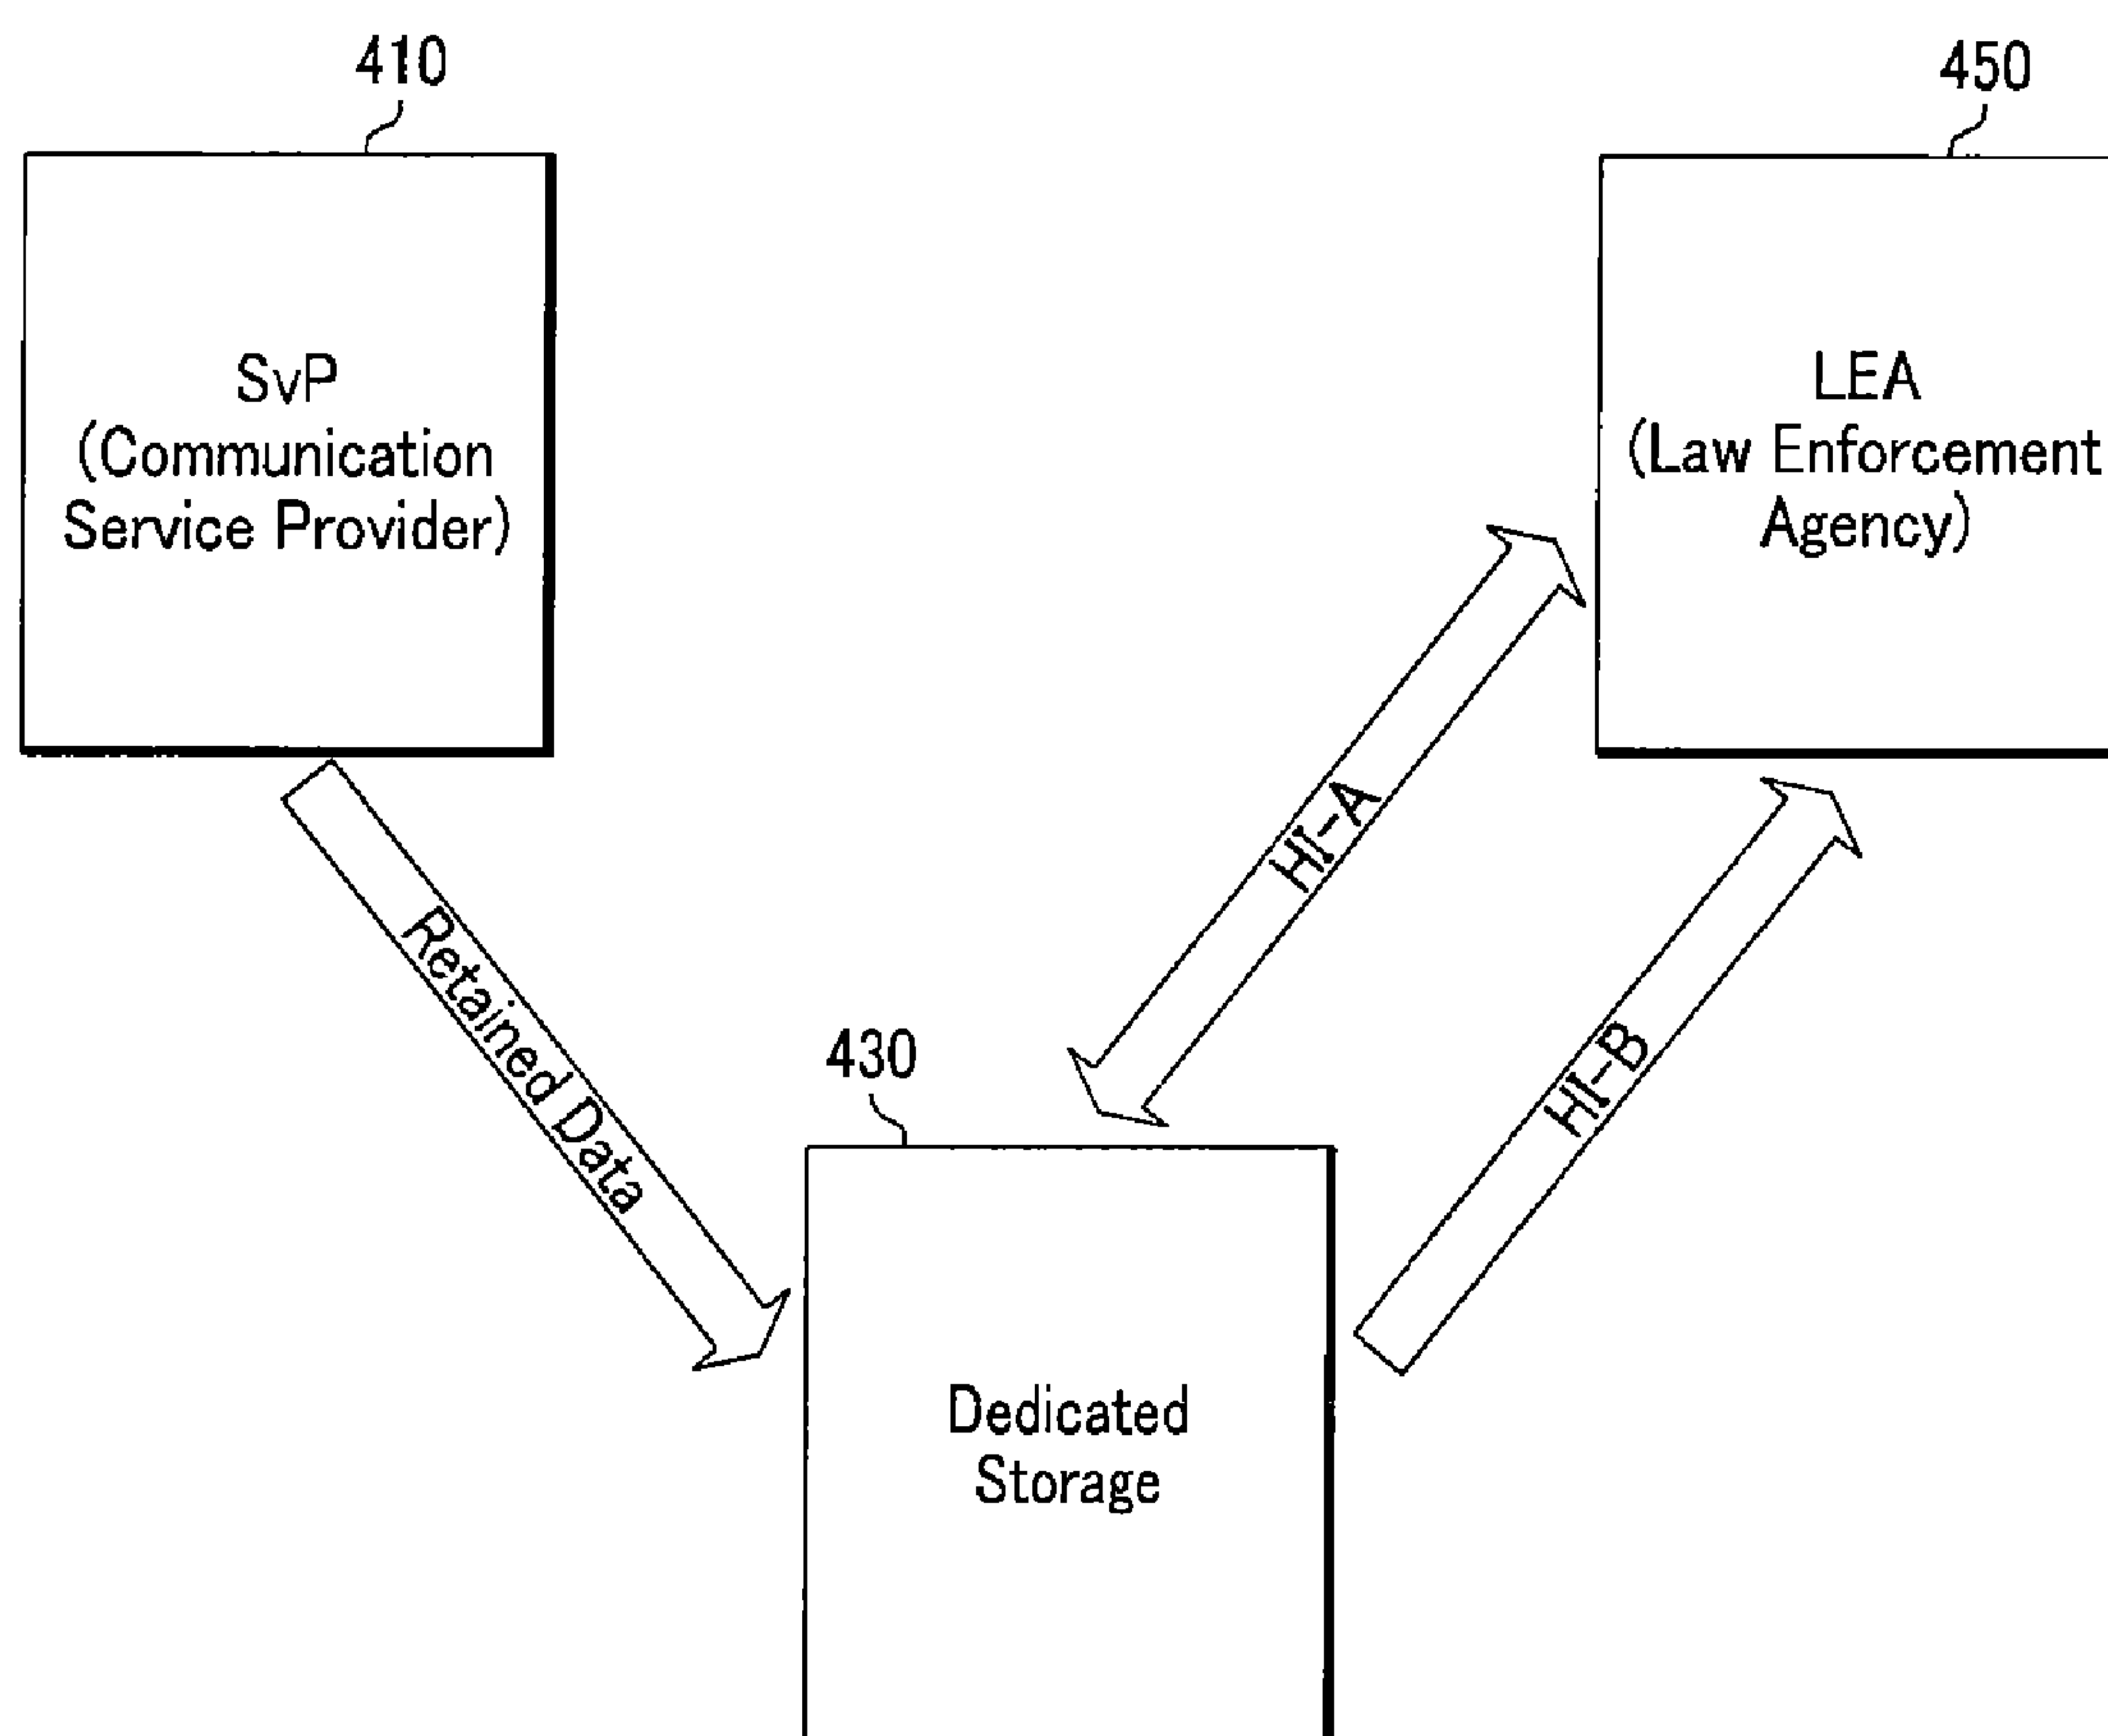 410
450
SvP
(Communication
Service Provider)
LEA
(Law Enforcement
Agency)
HI-A
Retained Data
HI-B
430
Dedicated
Storage